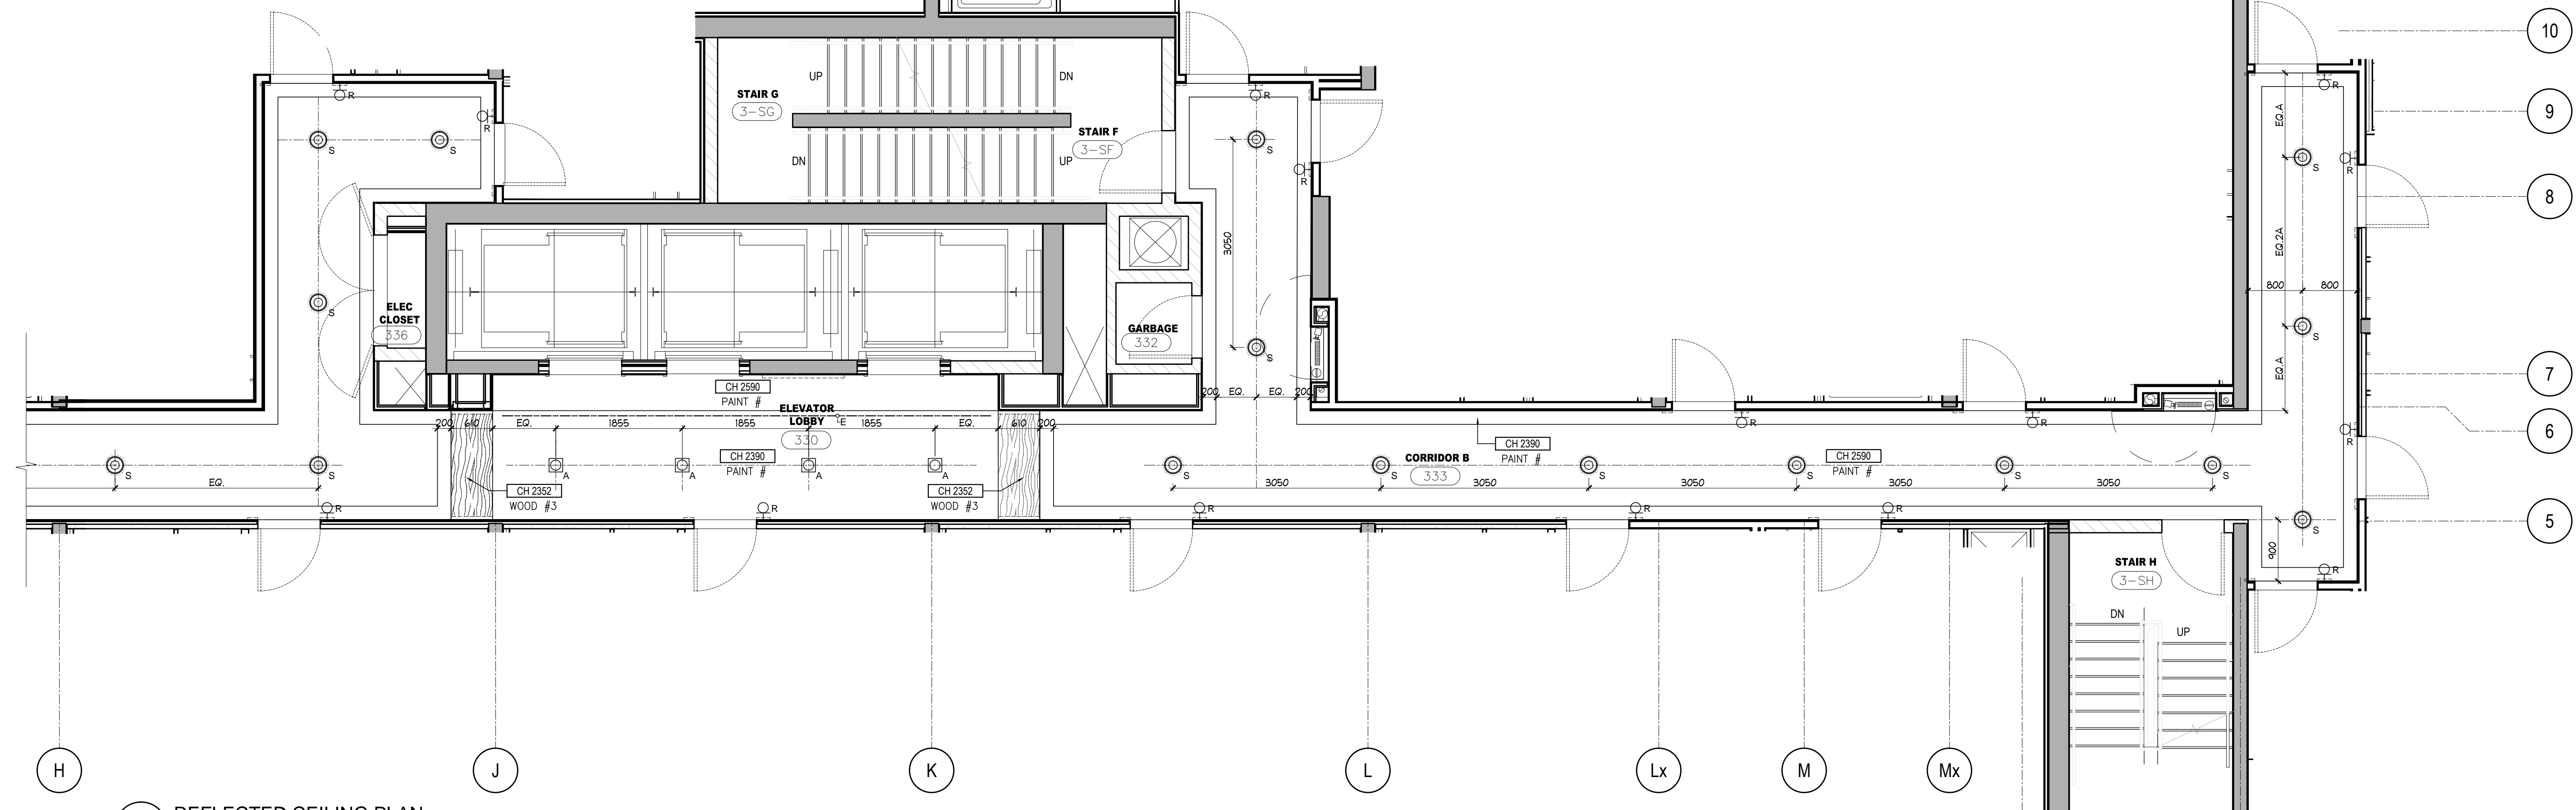 10
9
8
7
6
5
R
R
S
S
S
STAIR G
3-SG
UP
DN
DN
UP
STAIR F
3-SF
R
S
R
3050
S
ELEC
CLOSET
336
GARBAGE
332
200
EQ.
EQ.
200
CH 2590
PAINT #
ELEVATOR
LOBBY
330
E
200
610
EQ.
1855
1855
1855
EQ.
610
200
CH 2390
PAINT #
A
A
A
A
CH 2352
WOOD #3
CH 2352
WOOD #3
S
S
EQ.
R
R
R
R
R
CH 2390
PAINT #
CORRIDOR B
333
CH 2590
PAINT #
R
R
S
S
S
S
S
S
3050
3050
3050
3050
3050
R
EQ.A
S
R
EQ.2A
800
800
S
EQ.A
R
S
900
R
STAIR H
3-SH
DN
UP
H
J
K
L
Lx
M
Mx
REFLECTED CEILING PLAN